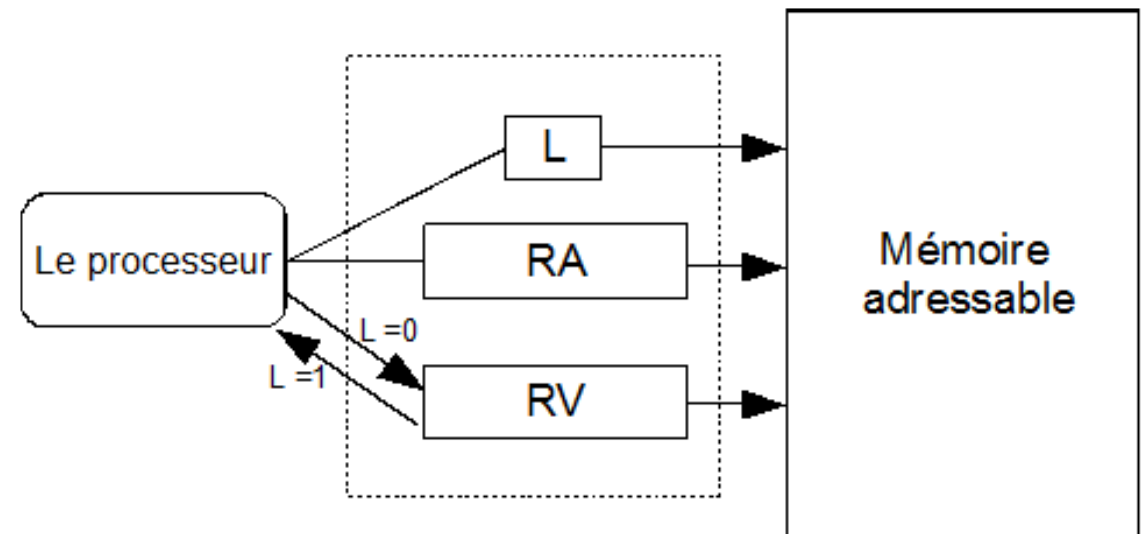 L
Le processeur
RA
L =0
L =1
RV
Mémoire
adressable